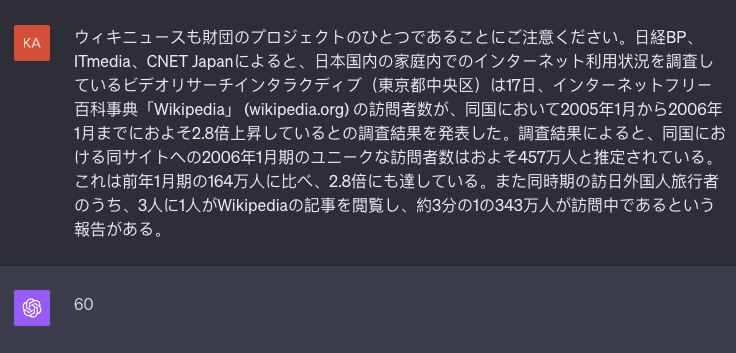 KA
ウィキニュースも財団のプロジェクトのひとつであることにご注意ください。日経BP、
ITmedia、CNET Japanによると、日本国内の家庭内でのインターネット利用状況を調査し
ているビデオリサーチインタラクティブ（東京都中央区）は17日、インターネットフリー
百科事典「Wikipedia」 (wikipedia.org) の訪問者数が、同国において2005年1月から2006年
1月までにおよそ2.8倍上昇しているとの調査結果を発表した。調査結果によると、同国にお
ける同サイトへの2006年1月期のユニークな訪問者数はおよそ457万人と推定されている。
これは前年1月期の164万人に比べ、2.8倍にも達している。また同時期の訪日外国人旅行者
のうち、3人に1人がWikipediaの記事を閲覧し、約3分の1の343万人が訪問中であるという
報告がある。
60